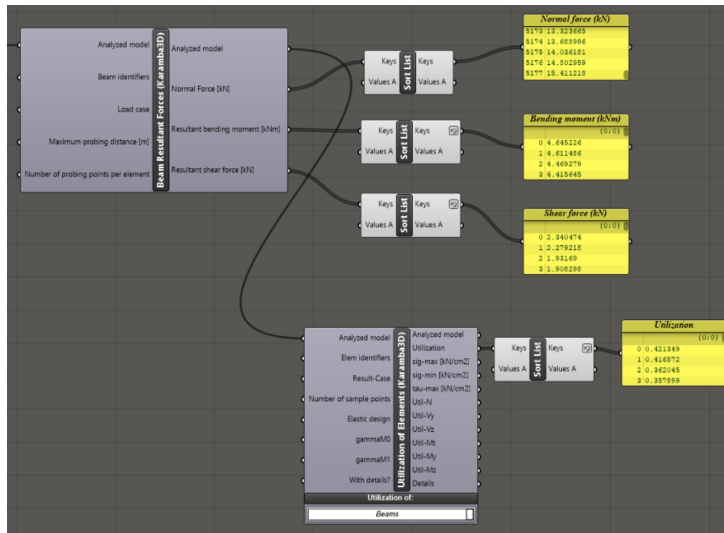 Beam Resultant Forces (Karamba3D)
Analyzed model
Beam identifiers
Load case
Maximum probing distance [m]
Number of probing points per element
Analyzed model
Normal Force [kN]
Resultant bending moment [kNm]
Resultant shear force [kN]
Keys
Values A
Sort List
Keys
Values A
Normal force (kN)
5173 13.323665
5174 13.688996
5175 14.036181
5176 14.802959
5177 15.411218
Keys
Values A
Sort List
Keys
Values A
Bending moment (kNm)
{0;0}
0 4.645226
1 4.611486
2 4.469279
3 4.415645
Keys
Values A
Sort List
Keys
Values A
Shear force (kN)
{0;0}
0 2.340474
1 2.279218
2 1.93169
3 1.908298
Utilization of Elements (Karamba3D)
Analyzed model
Elem identifiers
Result-Case
Number of sample points
Elastic design
gammaM0
gammaM1
With details?
Analyzed model
Utilization
sig-max [kN/cm2]
sig-min [kN/cm2]
tau-max [kN/cm2]
Util-N
Util-Vy
Util-Vz
Util-Mt
Util-My
Util-Mz
Details
Utilization of:
Beams
Keys
Values A
Sort List
Keys
Values A
Utilization
{0;0}
0 0.421349
1 0.416572
2 0.362045
3 0.357899